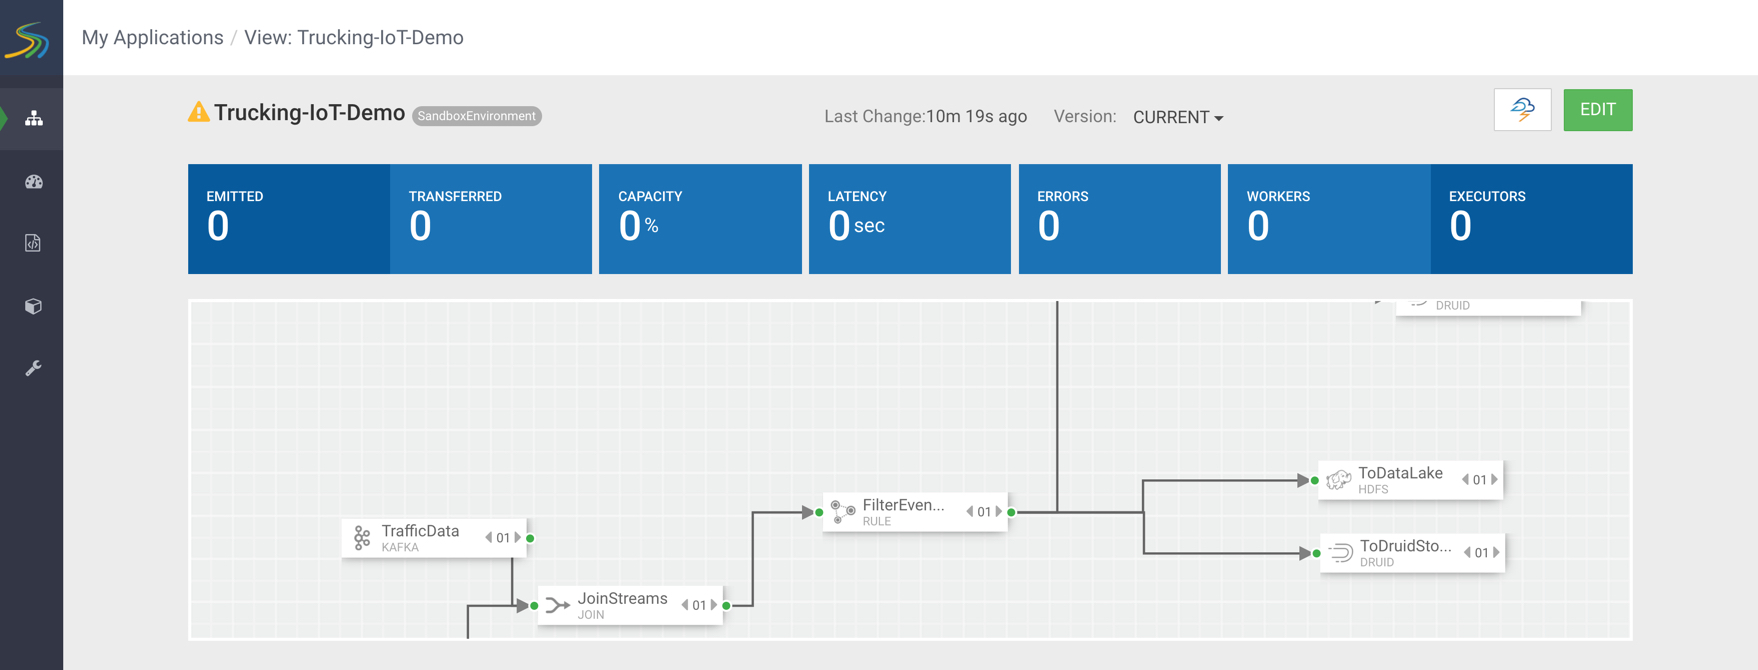 My Applications / View: Trucking-IoT-Demo
Trucking-IoT-Demo SandboxEnvironment
Last Change:10m 19s ago Version: CURRENT
EDIT
EMITTED
0
TRANSFERRED
0
CAPACITY
0 %
LATENCY
0 sec
ERRORS
0
WORKERS
0
EXECUTORS
0
DRUID
ToDataLake
HDFS
01
FilterEven...
RULE
01
TrafficData
KAFKA
01
ToDruidSto...
DRUID
01
JoinStreams
JOIN
01